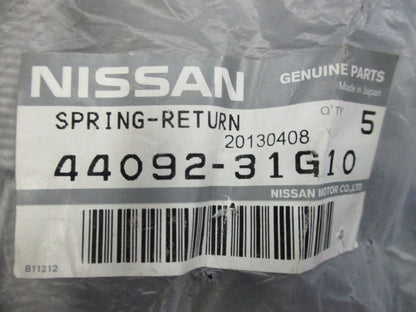 NISSAN
GENUINE PARTS
Made in Japan
SPRING-RETURN
20130408
Q'TY 5
44092-31G10
NISSAN MOTOR CO.,LTD.
B11212